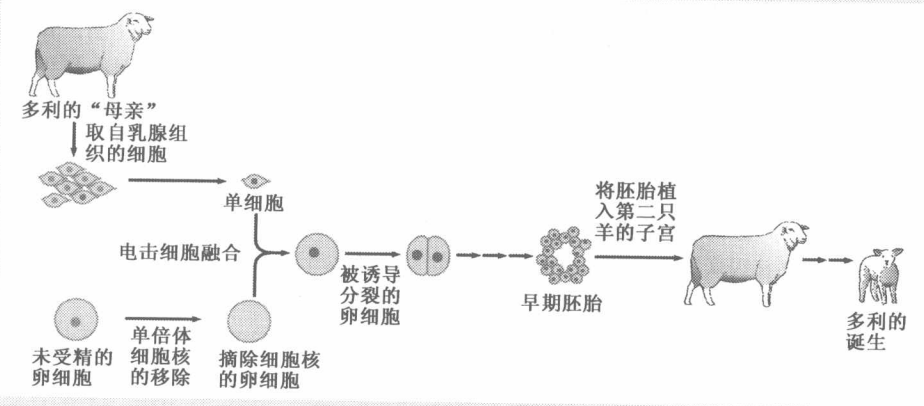 多利的“母亲”
取自乳腺组
织的细胞
单细胞
电击细胞融合
被诱导
分裂的
卵细胞
早期胚胎
将胚胎植
入第二只
羊的子宫
多利的
诞生
未受精的
卵细胞
单倍体
细胞核
的移除
摘除细胞核
的卵细胞